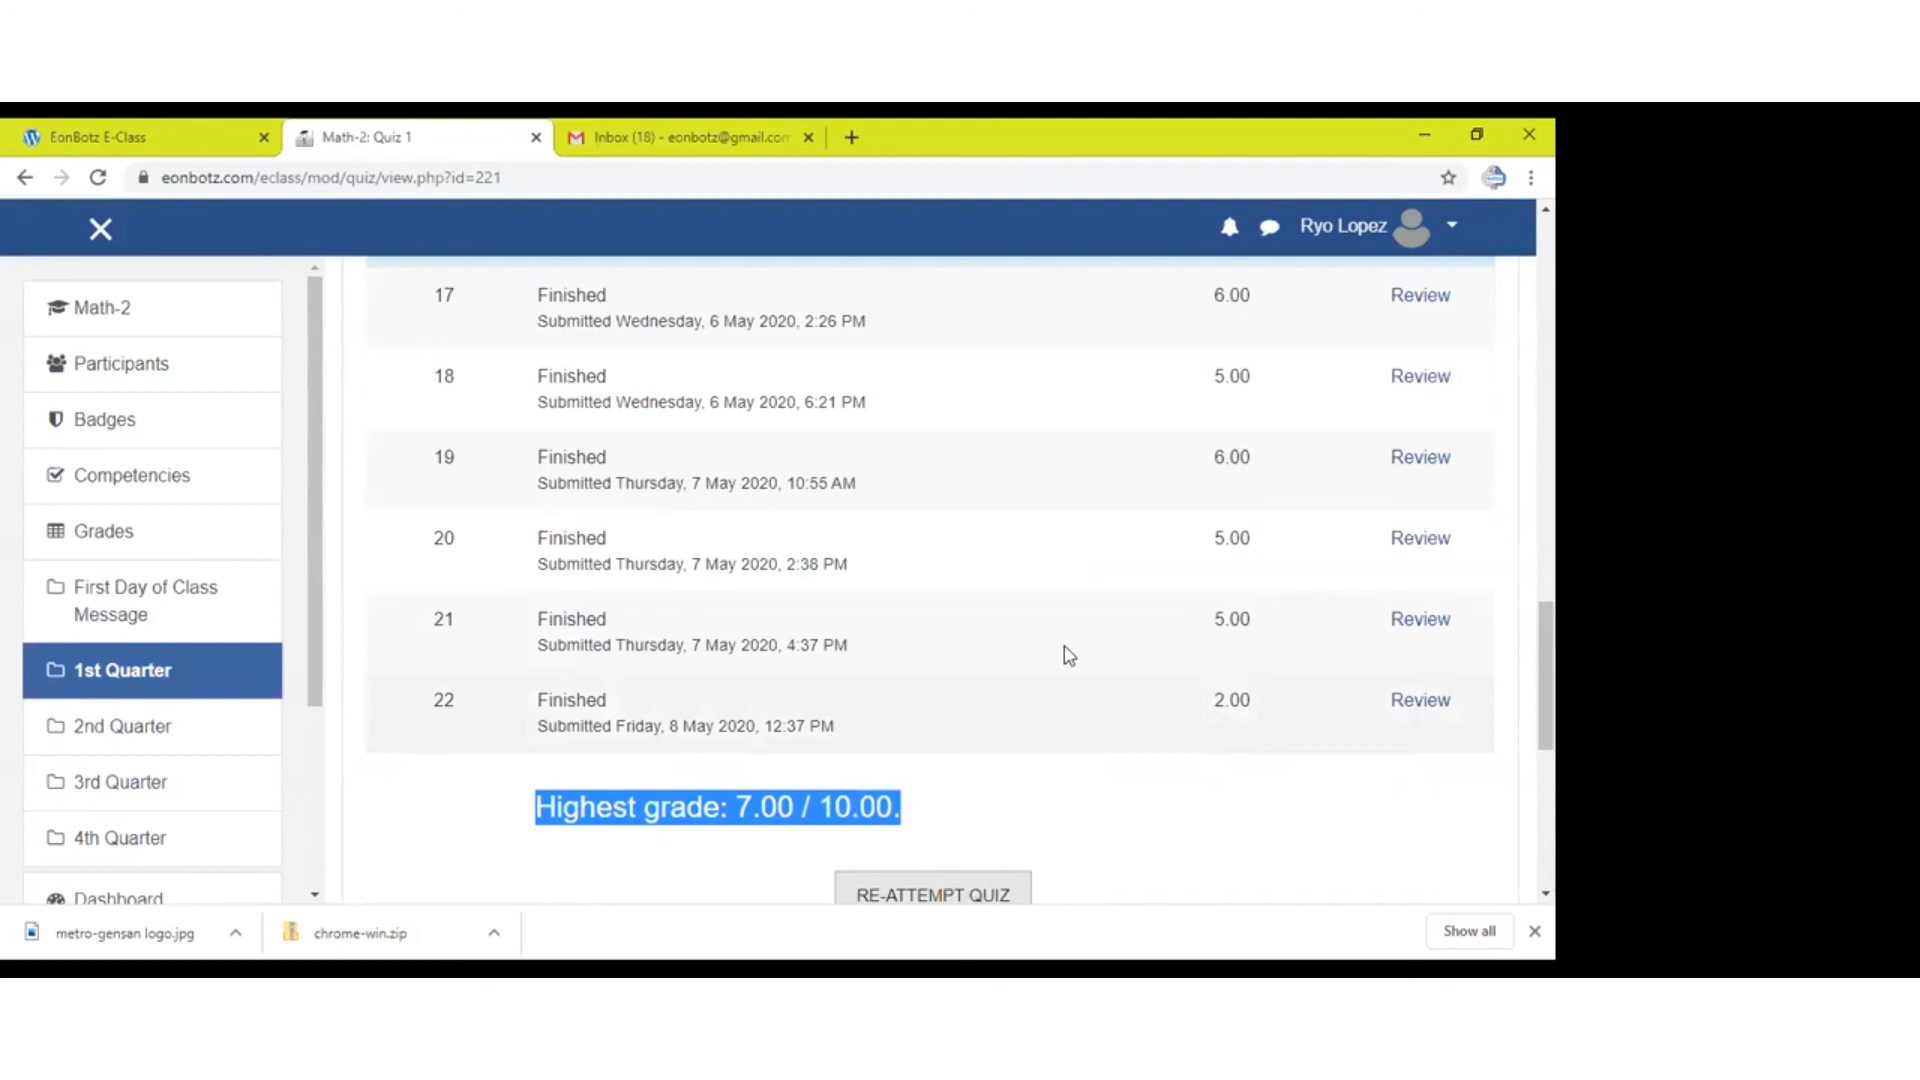 EonBotz E-Class
Math-2: Quiz 1
Inbox (18) - eonbotz@gmail.com
eonbotz.com/eclass/mod/quiz/view.php?id=221
Ryo Lopez
Math-2
Participants
Badges
Competencies
Grades
First Day of Class
Message
1st Quarter
2nd Quarter
3rd Quarter
4th Quarter
Dashboard
17 Finished 6.00 Review
Submitted Wednesday, 6 May 2020, 2:26 PM
18 Finished 5.00 Review
Submitted Wednesday, 6 May 2020, 6:21 PM
19 Finished 6.00 Review
Submitted Thursday, 7 May 2020, 10:55 AM
20 Finished 5.00 Review
Submitted Thursday, 7 May 2020, 2:38 PM
21 Finished 5.00 Review
Submitted Thursday, 7 May 2020, 4:37 PM
22 Finished 2.00 Review
Submitted Friday, 8 May 2020, 12:37 PM
Highest grade: 7.00 / 10.00.
RE-ATTEMPT QUIZ
metro-gensan logo.jpg
chrome-win.zip
Show all